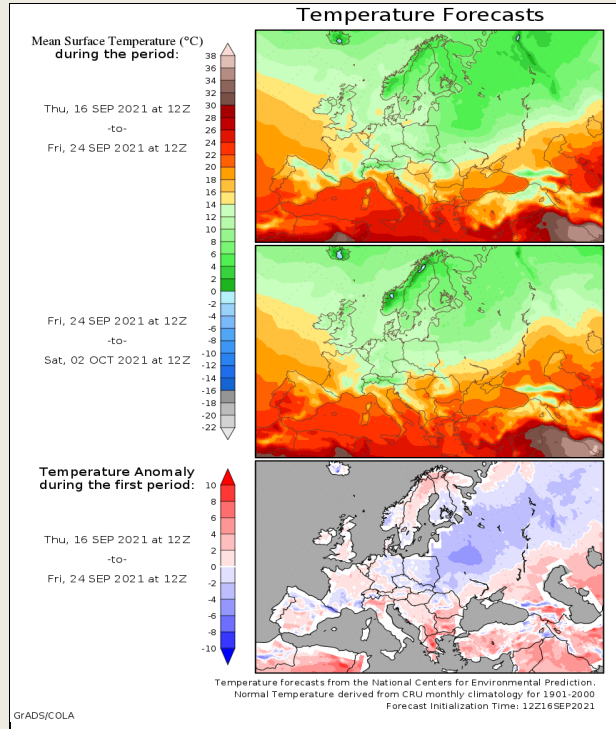 Temperature Forecasts
Mean Surface Temperature (°C)
during the period:
Thu, 16 SEP 2021 at 12Z
-to-
Fri, 24 SEP 2021 at 12Z
38
36
34
32
30
28
26
24
22
20
18
16
14
12
10
8
6
4
2
0
-2
-4
-6
-8
-10
-12
-14
-16
-18
-20
-22
Fri, 24 SEP 2021 at 12Z
-to-
Sat, 02 OCT 2021 at 12Z
Temperature Anomaly
during the first period:
Thu, 16 SEP 2021 at 12Z
-to-
Fri, 24 SEP 2021 at 12Z
10
8
6
4
2
0
-2
-4
-6
-8
-10
Temperature forecasts from the National Centers for Environmental Prediction.
Normal Temperature derived from CRU monthly climatology for 1901-2000
Forecast Initialization Time: 12Z16SEP2021
GrADS/COLA